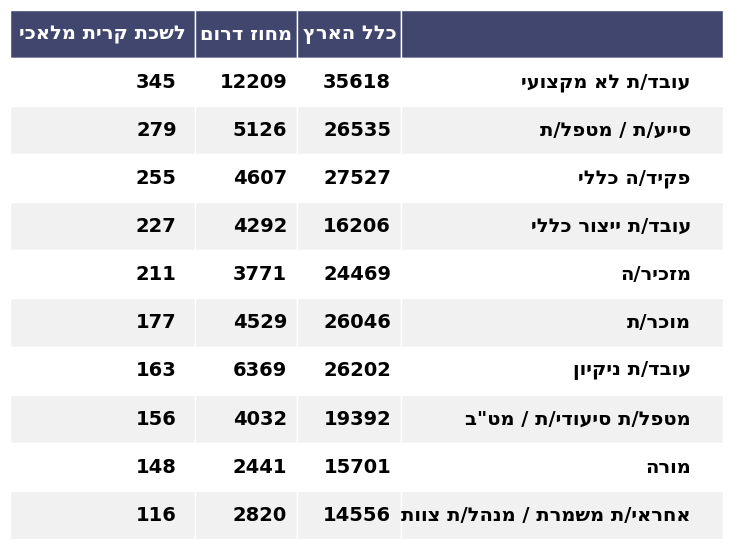 כלל הארץ מחוז דרום לשכת קרית מלאכי
עובד/ת לא מקצועי 35618 12209 345
סייע/ת / מטפל/ת 26535 5126 279
פקיד/ה כללי 27527 4607 255
עובד/ת ייצור כללי 16206 4292 227
מזכיר/ה 24469 3771 211
מוכר/ת 26046 4529 177
עובד/ת ניקיון 26202 6369 163
מטפל/ת סיעודי/ת / מט"ב 19392 4032 156
מורה 15701 2441 148
אחראי/ת משמרת / מנהל/ת צוות 14556 2820 116